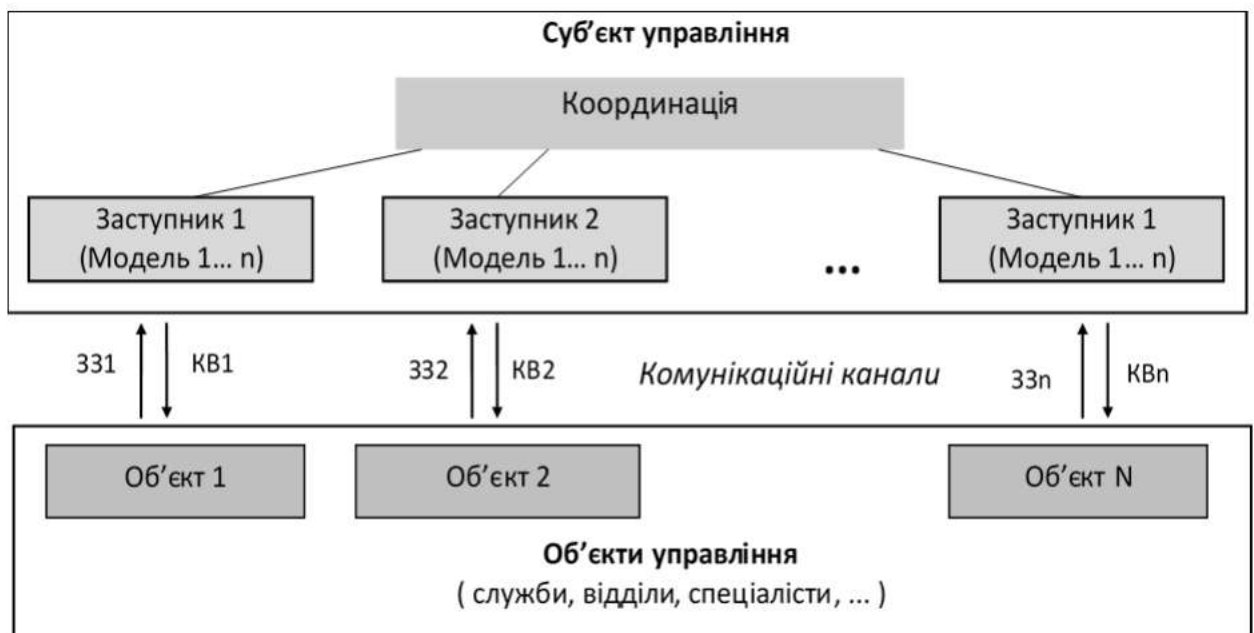 Суб’єкт управління
Координація
Заступник 1
(Модель 1... n)
Заступник 2
(Модель 1... n)
...
Заступник 1
(Модель 1... n)
ЗЗ1
КВ1
ЗЗ2
КВ2
Комунікаційні канали
ЗЗn
КВn
Об’єкт 1
Об’єкт 2
Об’єкт N
Об’єкти управління
( служби, відділи, спеціалісти, ... )